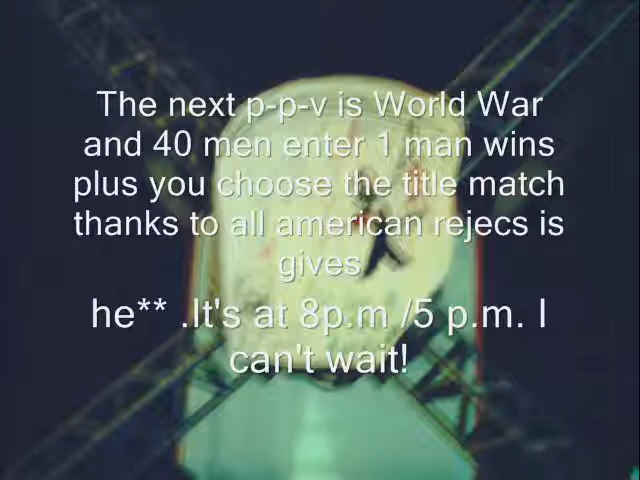 The next p-p-v is World War
and 40 men enter 1 man wins
plus you choose the title match
thanks to all american rejecs is
gives
he** .It's at 8p.m /5 p.m. I
can't wait!